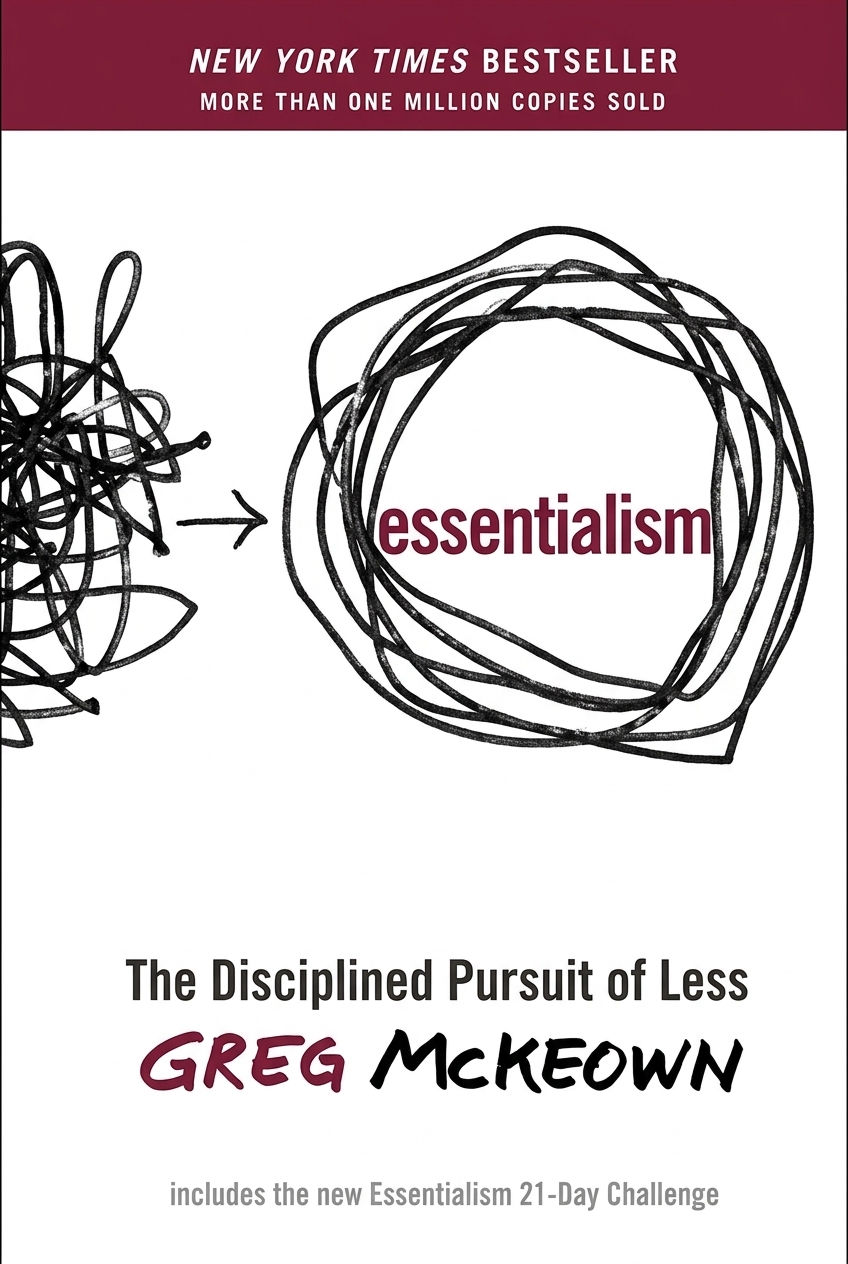 NEW YORK TIMES BESTSELLER
MORE THAN ONE MILLION COPIES SOLD
essentialism
The Disciplined Pursuit of Less
GREG McKEOWN
includes the new Essentialism 21-Day Challenge